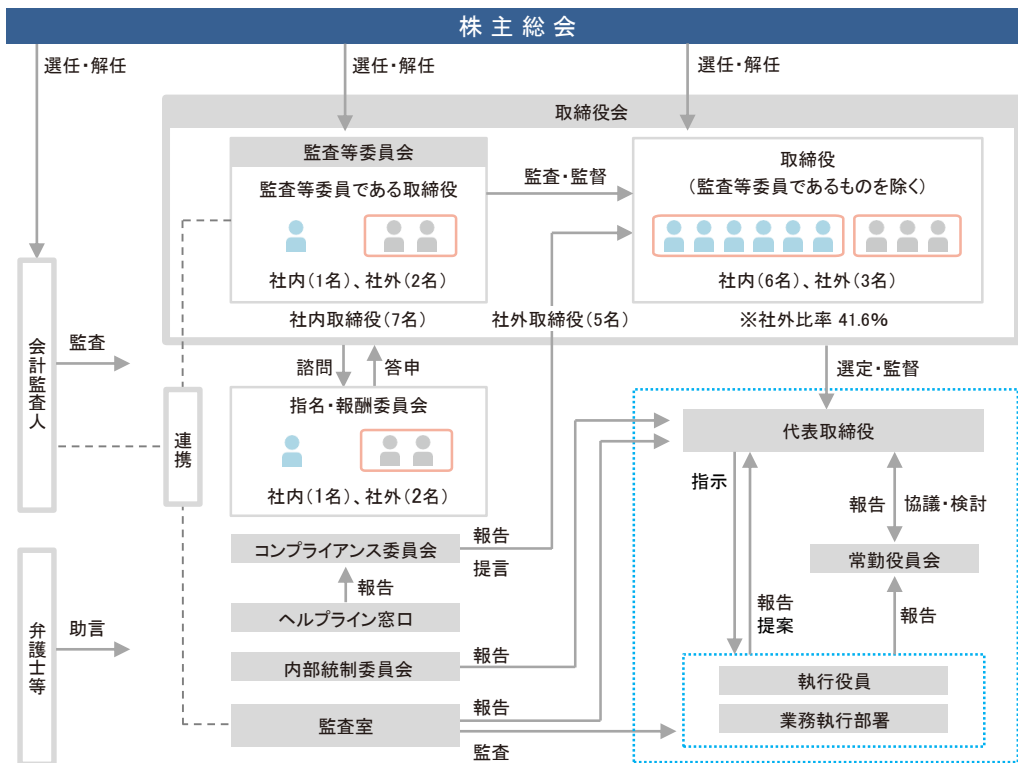 株主総会
選任・解任
選任・解任
選任・解任
取締役会
監査等委員会
監査等委員である取締役
社内(1名)、社外(2名)
監査・監督
取締役
(監査等委員であるものを除く)
社内(6名)、社外(3名)
社内取締役(7名)
社外取締役(5名)
※社外比率 41.6%
会計監査人
監査
連携
諮問
答申
指名・報酬委員会
社内(1名)、社外(2名)
選定・監督
代表取締役
指示
報告
協議・検討
常勤役員会
報告
提案
報告
執行役員
業務執行部署
コンプライアンス委員会
報告
提言
報告
ヘルプライン窓口
内部統制委員会
報告
監査室
報告
監査
弁護士等
助言